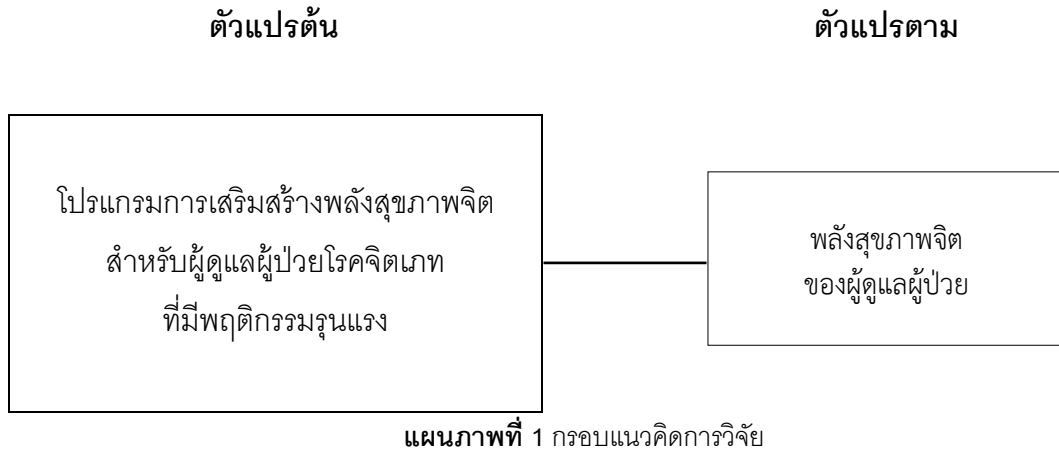 ตัวแปรต้น
ตัวแปรตาม
โปรแกรมการเสริมสร้างพลังสุขภาพจิต
สำหรับผู้ดูแลผู้ป่วยโรคจิตเภท
ที่มีพฤติกรรมรุนแรง
พลังสุขภาพจิต
ของผู้ดูแลผู้ป่วย
แผนภาพที่ 1 กรอบแนวคิดการวิจัย